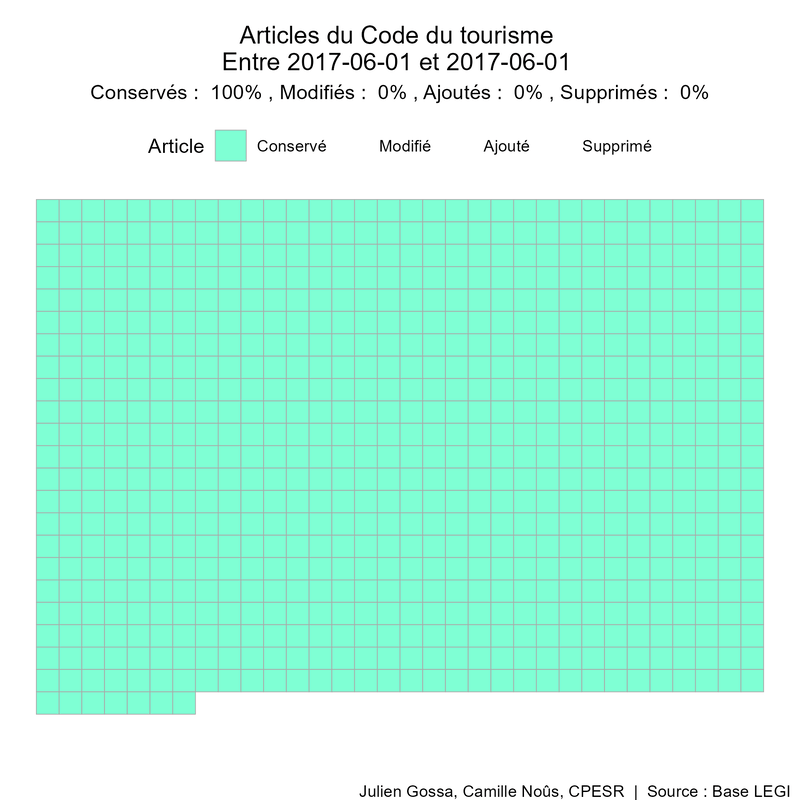 Articles du Code du tourisme
Entre 2017-06-01 et 2017-06-01
Conservés : 100% , Modifiés : 0% , Ajoutés : 0% , Supprimés : 0%
Article Conservé Modifié Ajouté Supprimé
Julien Gossa, Camille Noûs, CPESR | Source : Base LEGI